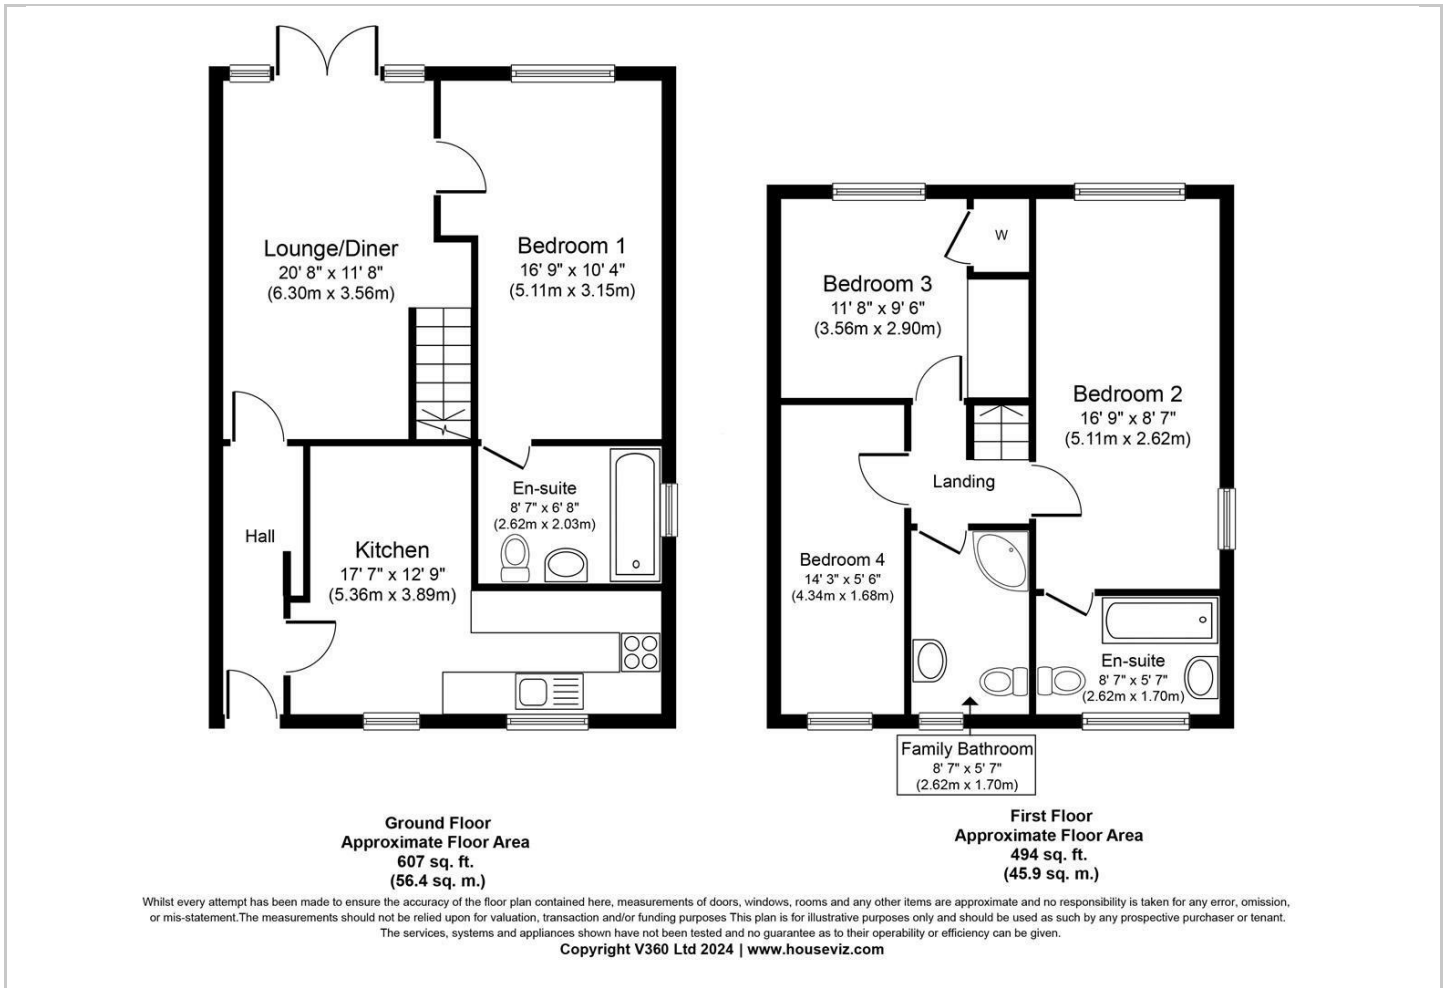 Lounge/Diner
20' 8" x 11' 8"
(6.30m x 3.56m)
Bedroom 1
16' 9" x 10' 4"
(5.11m x 3.15m)
En-suite
8' 7" x 6' 8"
(2.62m x 2.03m)
Hall
Kitchen
17' 7" x 12' 9"
(5.36m x 3.89m)
Ground Floor
Approximate Floor Area
607 sq. ft.
(56.4 sq. m.)
W
Bedroom 3
11' 8" x 9' 6"
(3.56m x 2.90m)
Bedroom 2
16' 9" x 8' 7"
(5.11m x 2.62m)
Landing
Bedroom 4
14' 3" x 5' 6"
(4.34m x 1.68m)
En-suite
8' 7" x 5' 7"
(2.62m x 1.70m)
Family Bathroom
8' 7" x 5' 7"
(2.62m x 1.70m)
First Floor
Approximate Floor Area
494 sq. ft.
(45.9 sq. m.)
Whilst every attempt has been made to ensure the accuracy of the floor plan contained here, measurements of doors, windows, rooms and any other items are approximate and no responsibility is taken for any error, omission,
or mis-statement.The measurements should not be relied upon for valuation, transaction and/or funding purposes This plan is for illustrative purposes only and should be used as such by any prospective purchaser or tenant.
The services, systems and appliances shown have not been tested and no guarantee as to their operability or efficiency can be given.
Copyright V360 Ltd 2024 | www.houseviz.com